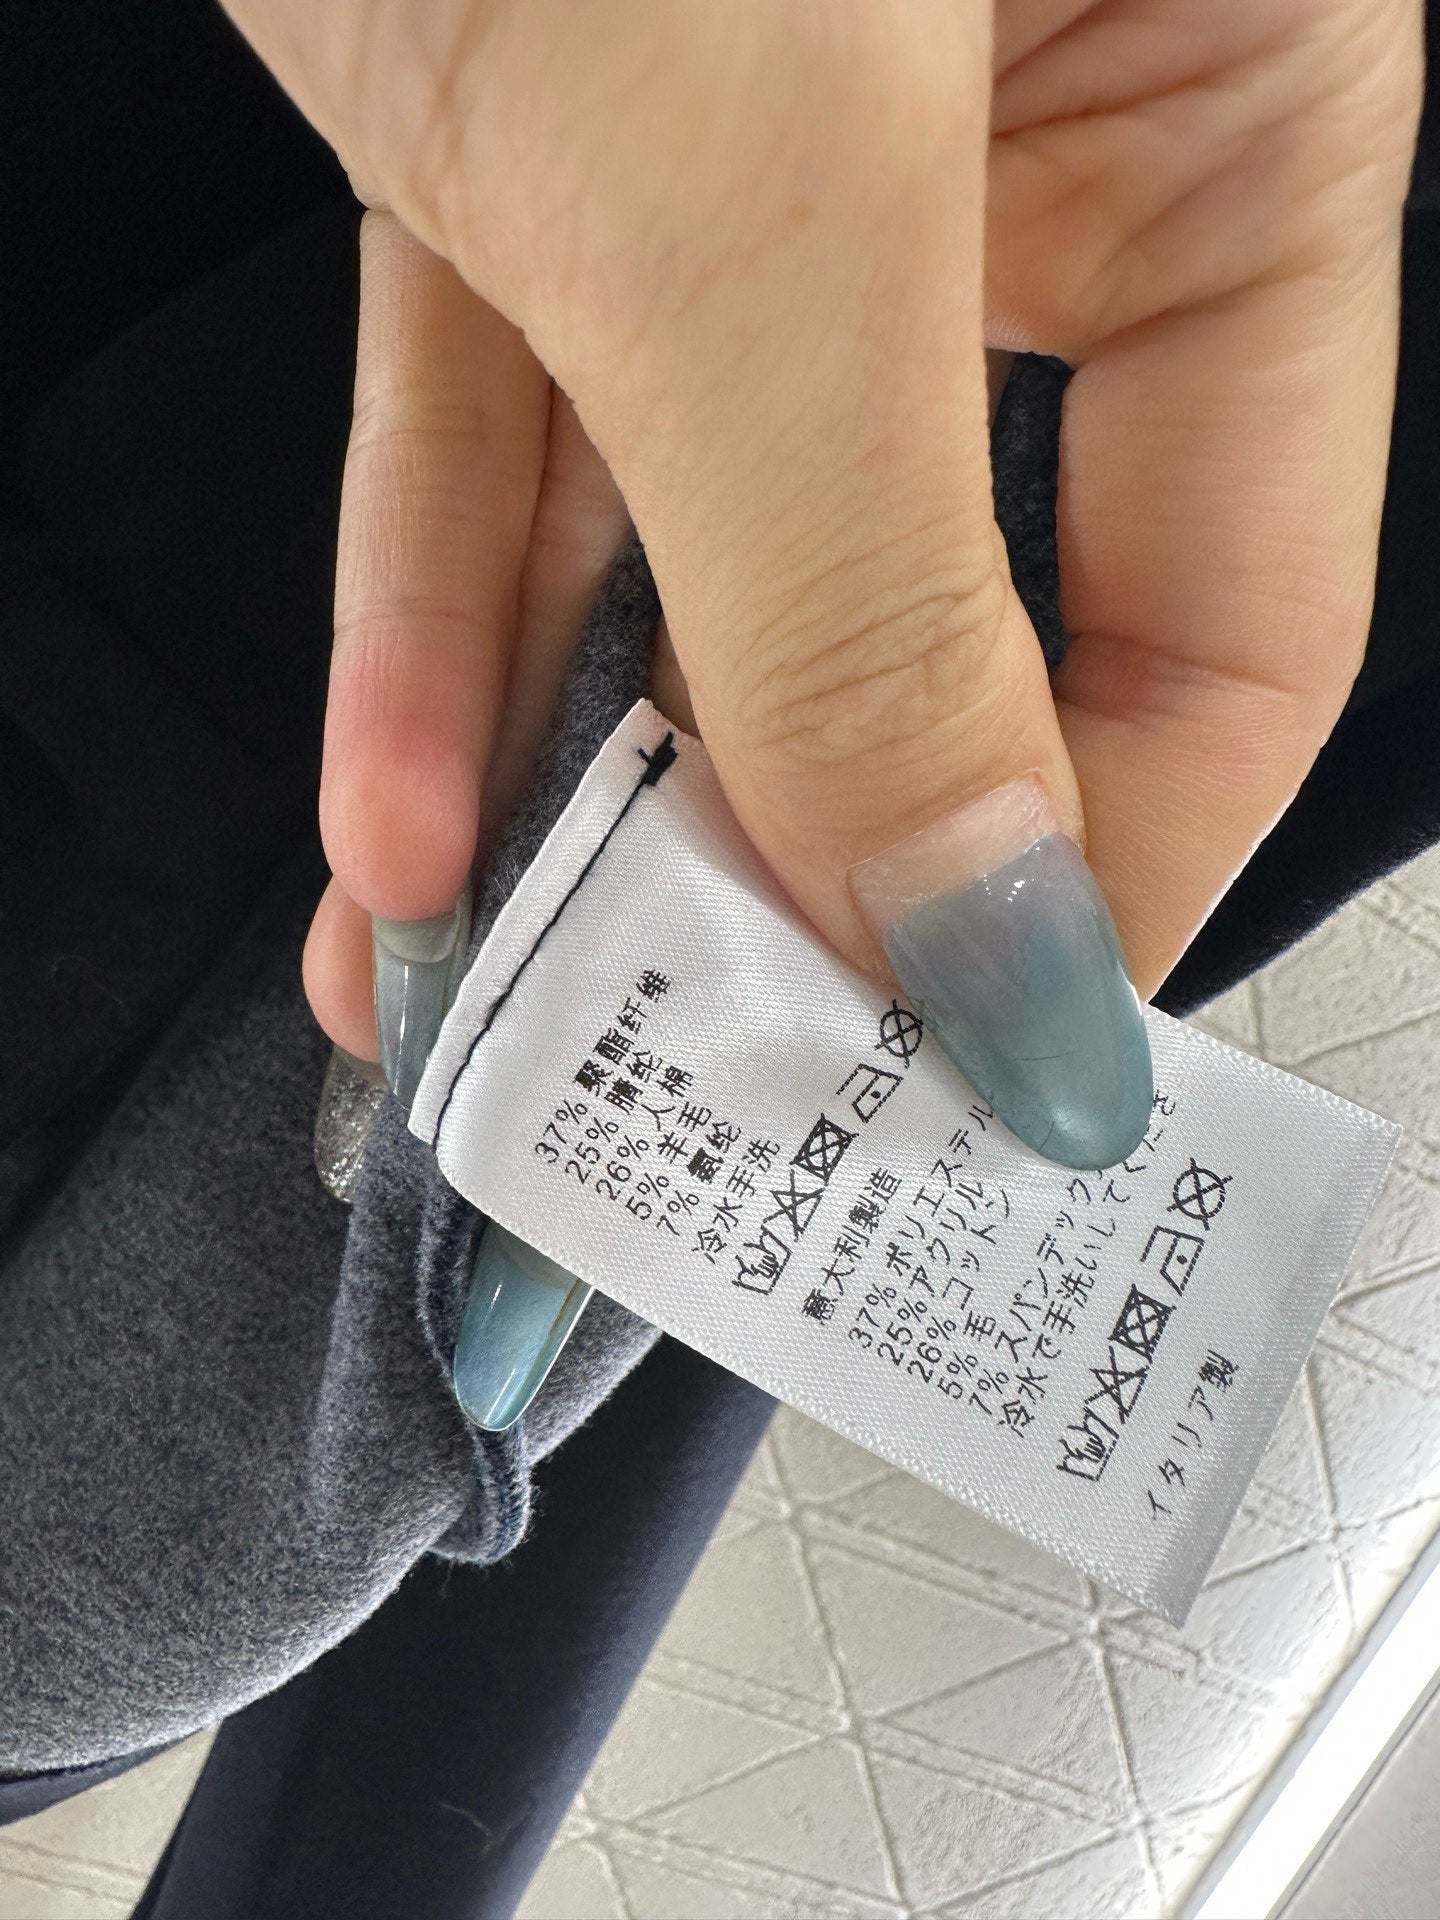 37% 聚酯纤维
25% 腈纶
26% 人棉
5% 羊毛
7% 氨纶
冷水手洗
意大利製造
37% ポリエステル
25% アクリル
26% コットン
5% 毛
7% スパンデックス
冷水で手洗いしてください
イタリア製